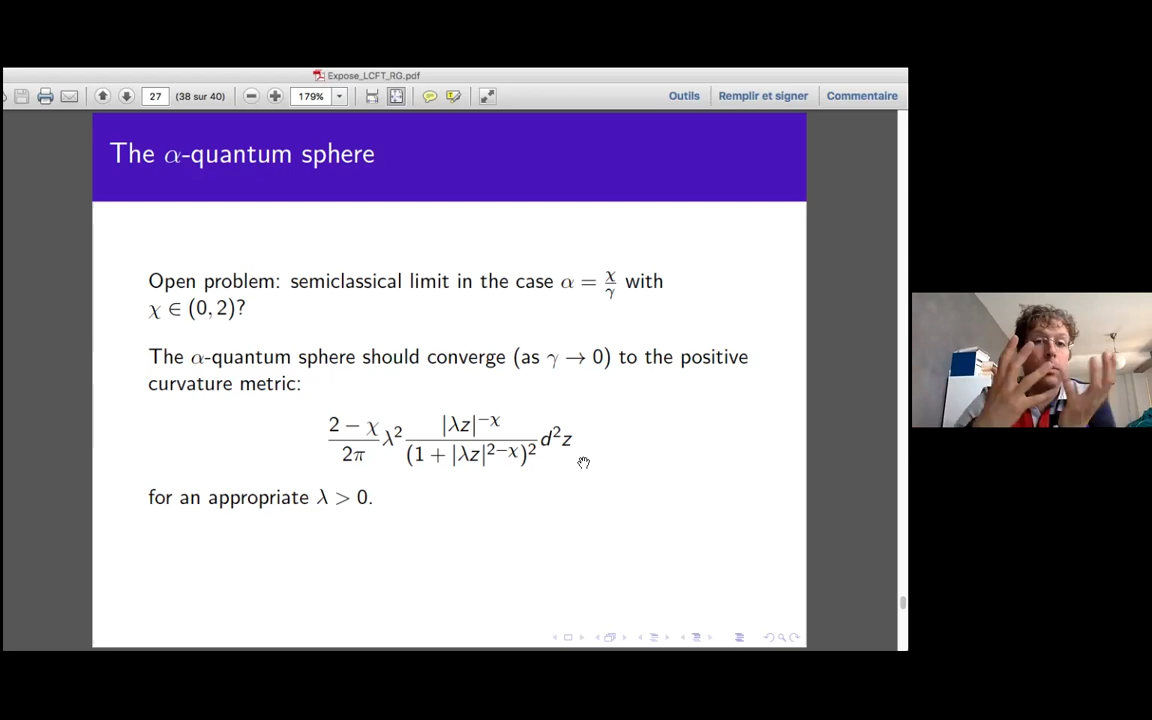 Expose_LCFT_RG.pdf
27 (38 sur 40) 179% Outils Remplir et signer Commentaire
The α-quantum sphere
Open problem: semiclassical limit in the case α = χ/γ with
χ ∈ (0, 2)?
The α-quantum sphere should converge (as γ → 0) to the positive
curvature metric:
(2 − χ)/(2π) λ² |λz|^{−χ}/(1 + |λz|^{2−χ})² d²z
for an appropriate λ > 0.